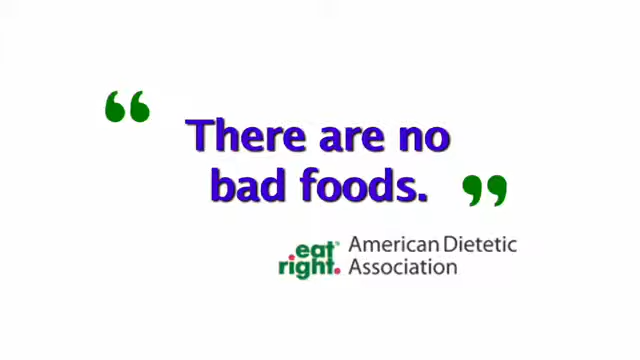 “There are no
bad foods.”
eat right.
American Dietetic
Association